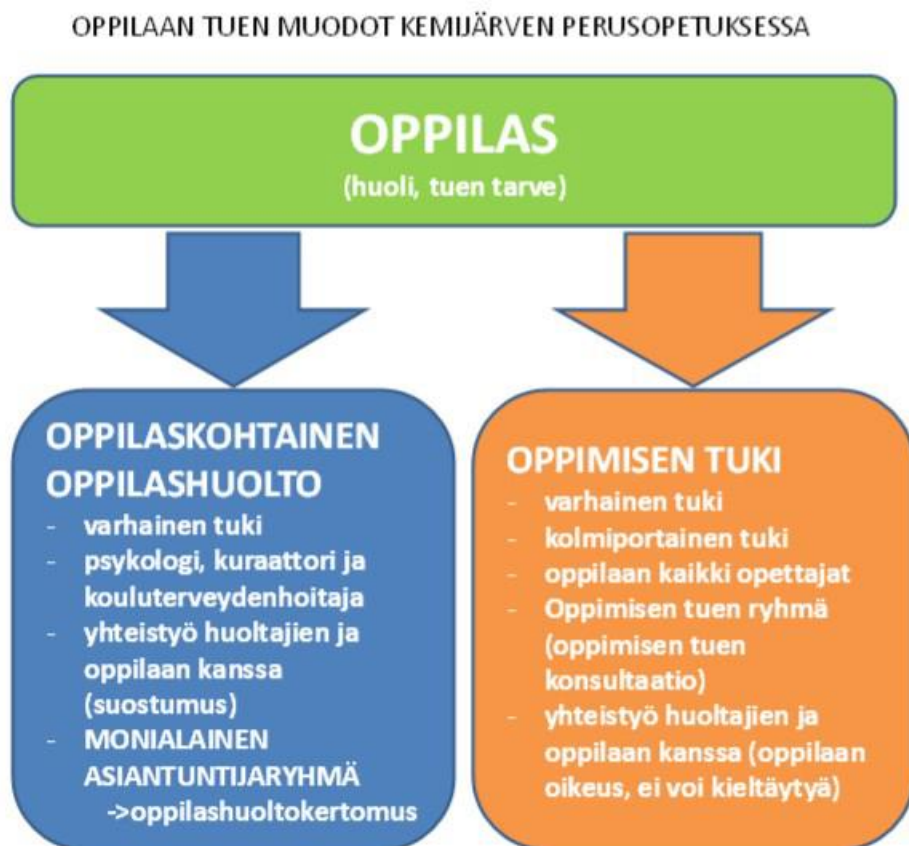 OPPILAAN TUEN MUODOT KEMIJÄRVEN PERUSOPETUKSESSA
OPPILAS
(huoli, tuen tarve)
OPPILASKOHTAINEN
OPPILASHUOLTO
- varhainen tuki
- psykologi, kuraattori ja
kouluterveydenhoitaja
- yhteistyö huoltajien ja
oppilaan kanssa
(suostumus)
- MONIALAINEN
ASIANTUNTIJARYHMÄ
->oppilashuoltokertomus
OPPIMISEN TUKI
- varhainen tuki
- kolmiportainen tuki
- oppilaan kaikki opettajat
- Oppimisen tuen ryhmä
(oppimisen tuen
konsultaatio)
- yhteistyö huoltajien ja
oppilaan kanssa (oppilaan
oikeus, ei voi kieltäytyä)